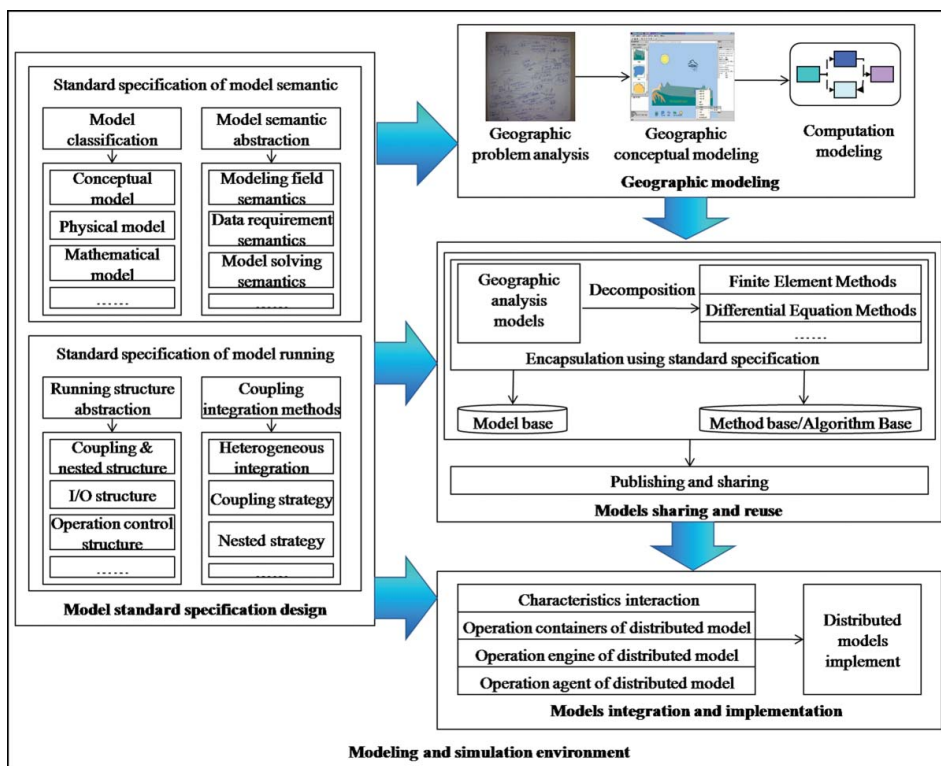 Standard specification of model semantic
Model
classification
Conceptual
model
Physical model
Mathematical
model
......
Model semantic
abstraction
Modeling field
semantics
Data requirement
semantics
Model solving
semantics
......
Standard specification of model running
Running structure
abstraction
Coupling &
nested structure
I/O structure
Operation control
structure
......
Coupling
integration methods
Heterogeneous
integration
Coupling strategy
Nested strategy
......
Model standard specification design
Geographic
problem analysis
Geographic
conceptual modeling
Computation
modeling
Geographic modeling
Geographic
analysis
models
Decomposition
Finite Element Methods
Differential Equation Methods
......
Encapsulation using standard specification
Model base
Method base/Algorithm Base
Publishing and sharing
Models sharing and reuse
Characteristics interaction
Operation containers of distributed model
Operation engine of distributed model
Operation agent of distributed model
Distributed
models
implement
Models integration and implementation
Modeling and simulation environment